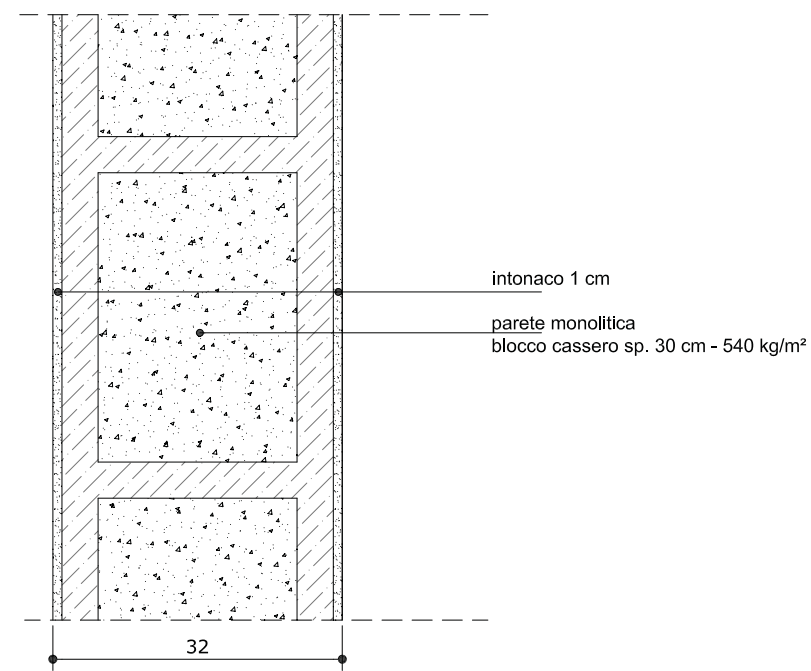 intonaco 1 cm
parete monolitica
blocco cassero sp. 30 cm - 540 kg/m²
32